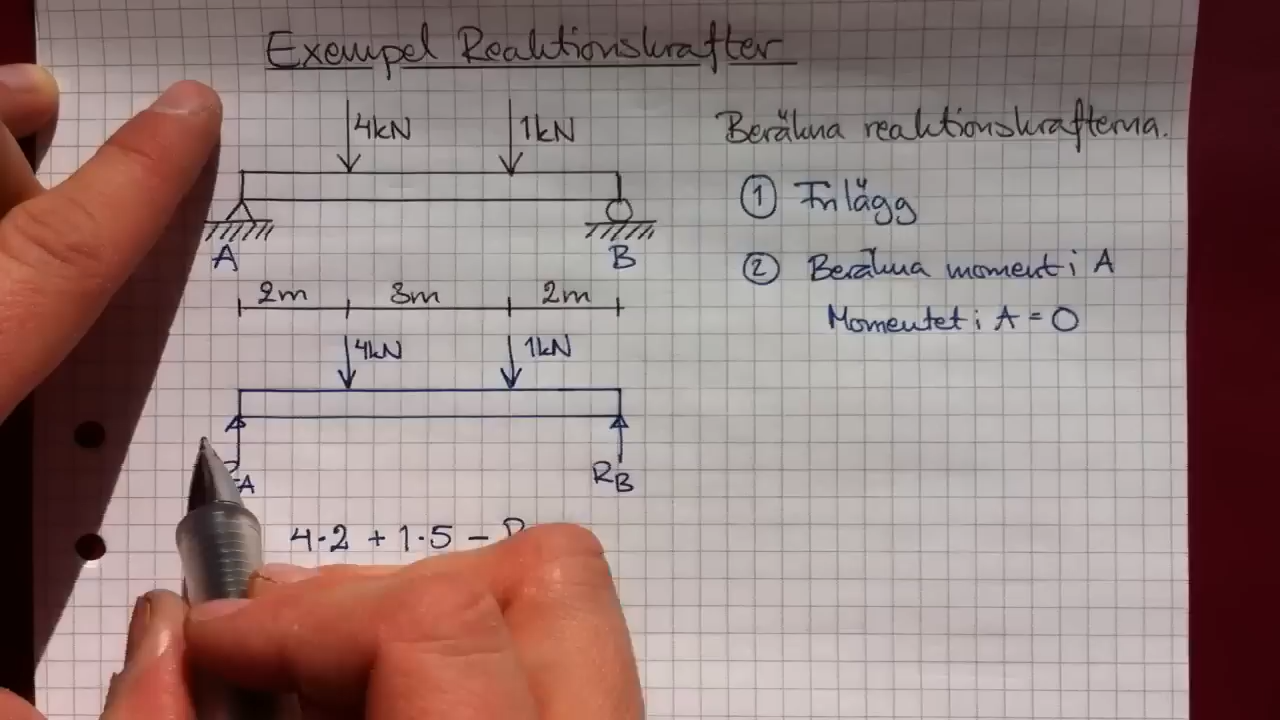 Exempel Reaktionskrafter
4kN 1kN
A B
2m 3m 2m
4kN 1kN
A RB
4·2 + 1·5 –
Beräkna reaktionskrafterna.
① Frilägg
② Beräkna moment i A
Momentet i A = 0